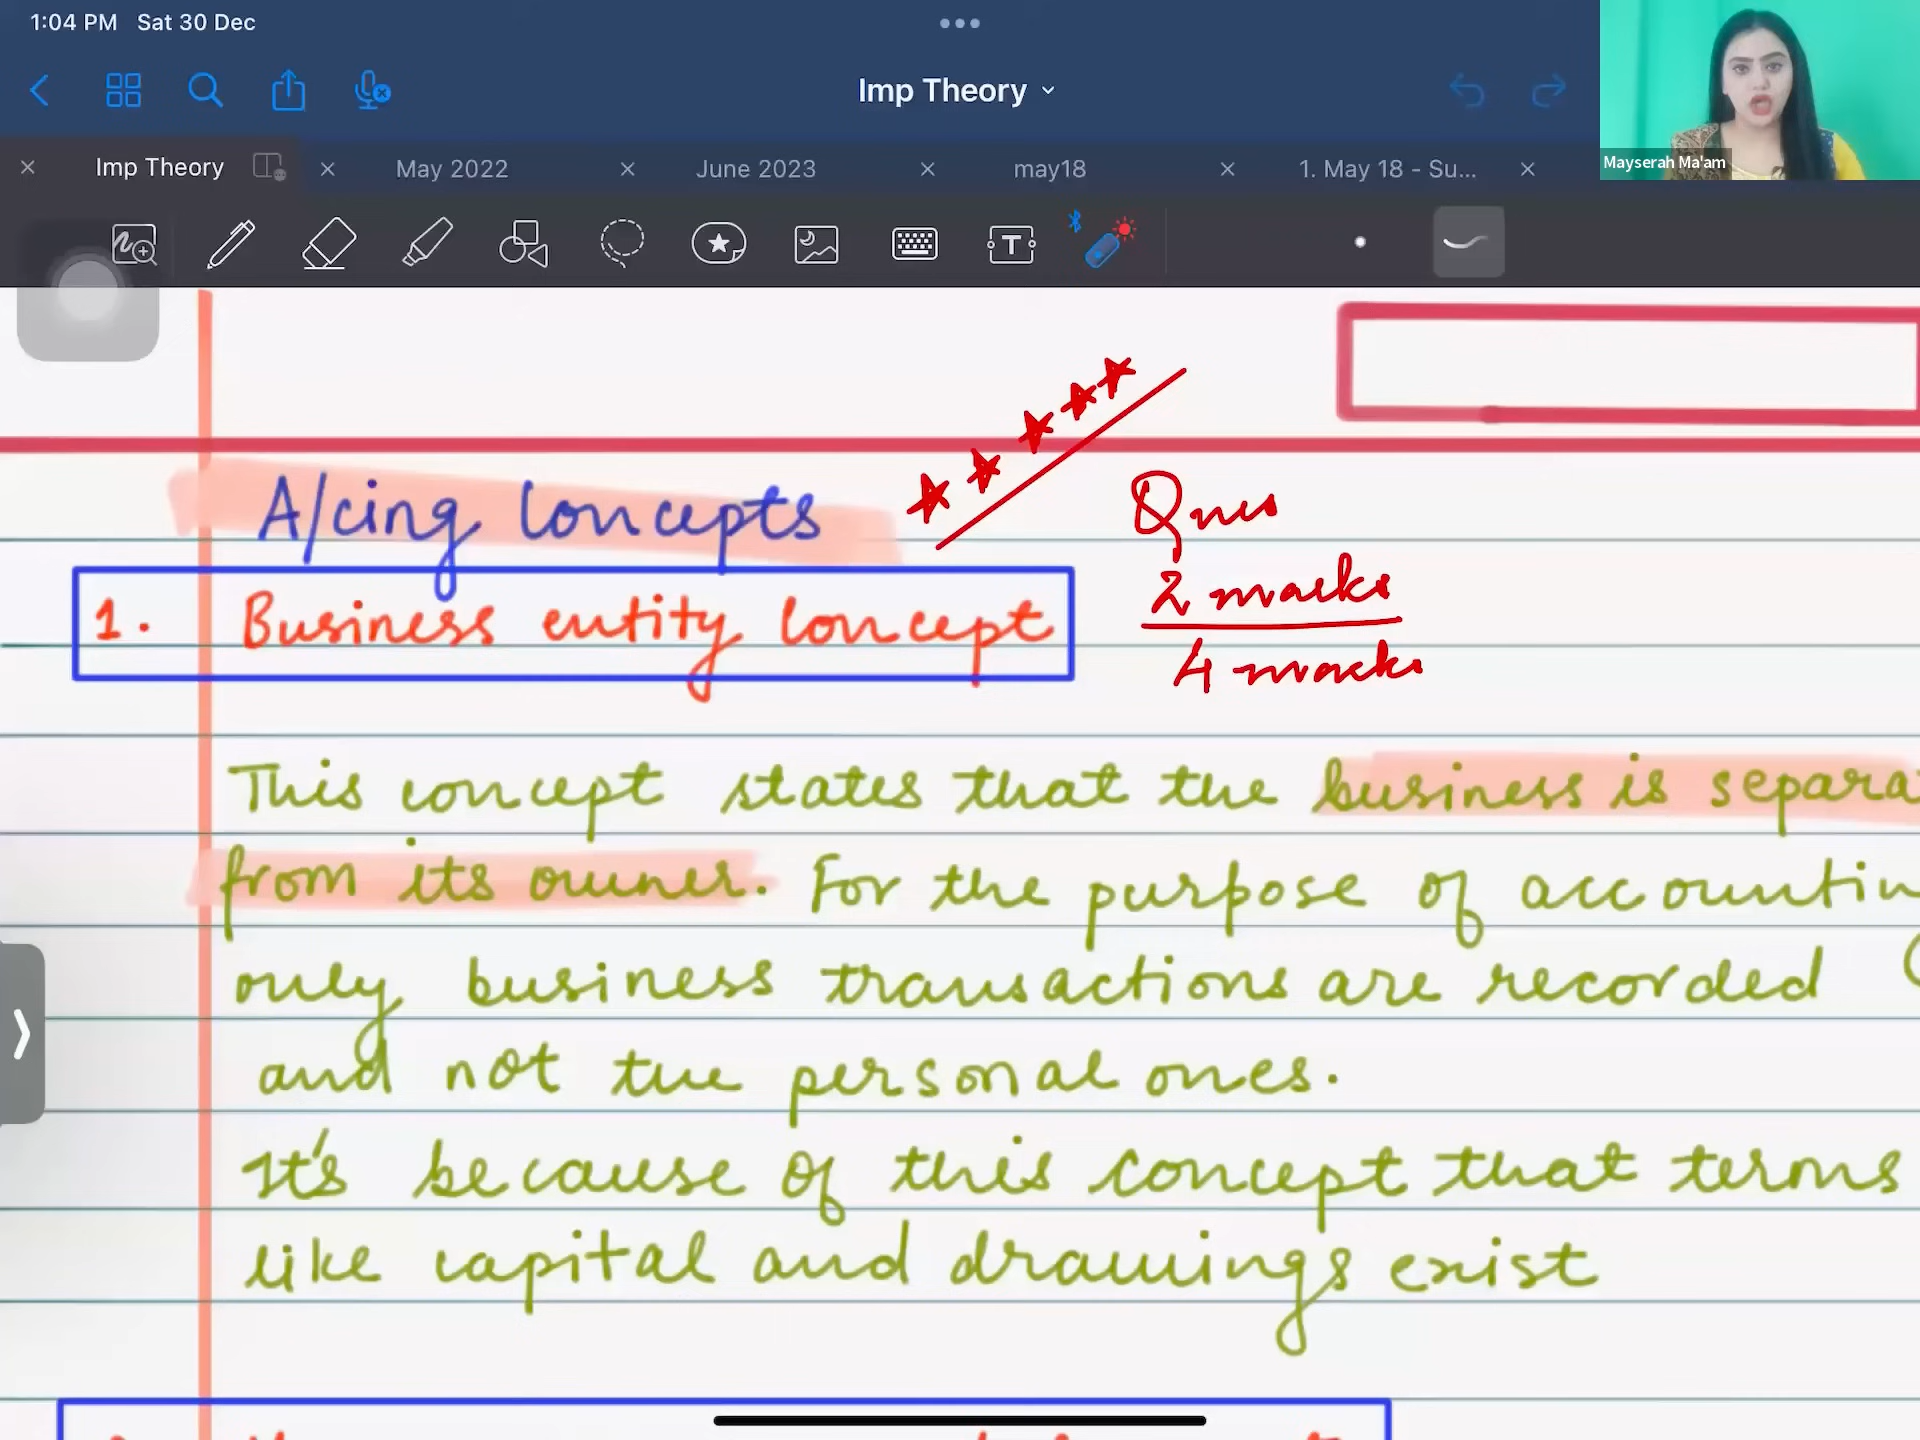 1:04 PM Sat 30 Dec
Imp Theory
Imp Theory
May 2022
June 2023
may18
1. May 18 - Su...
Mayserah Ma'am
T
A/cing Concepts
Ques
2 marks
4 marks
1. Business entity Concept
This concept states that the business is separa
from its owner. For the purpose of accountin
only business transactions are recorded
and not the personal ones.
It's because of this concept that terms
like capital and drawings exist